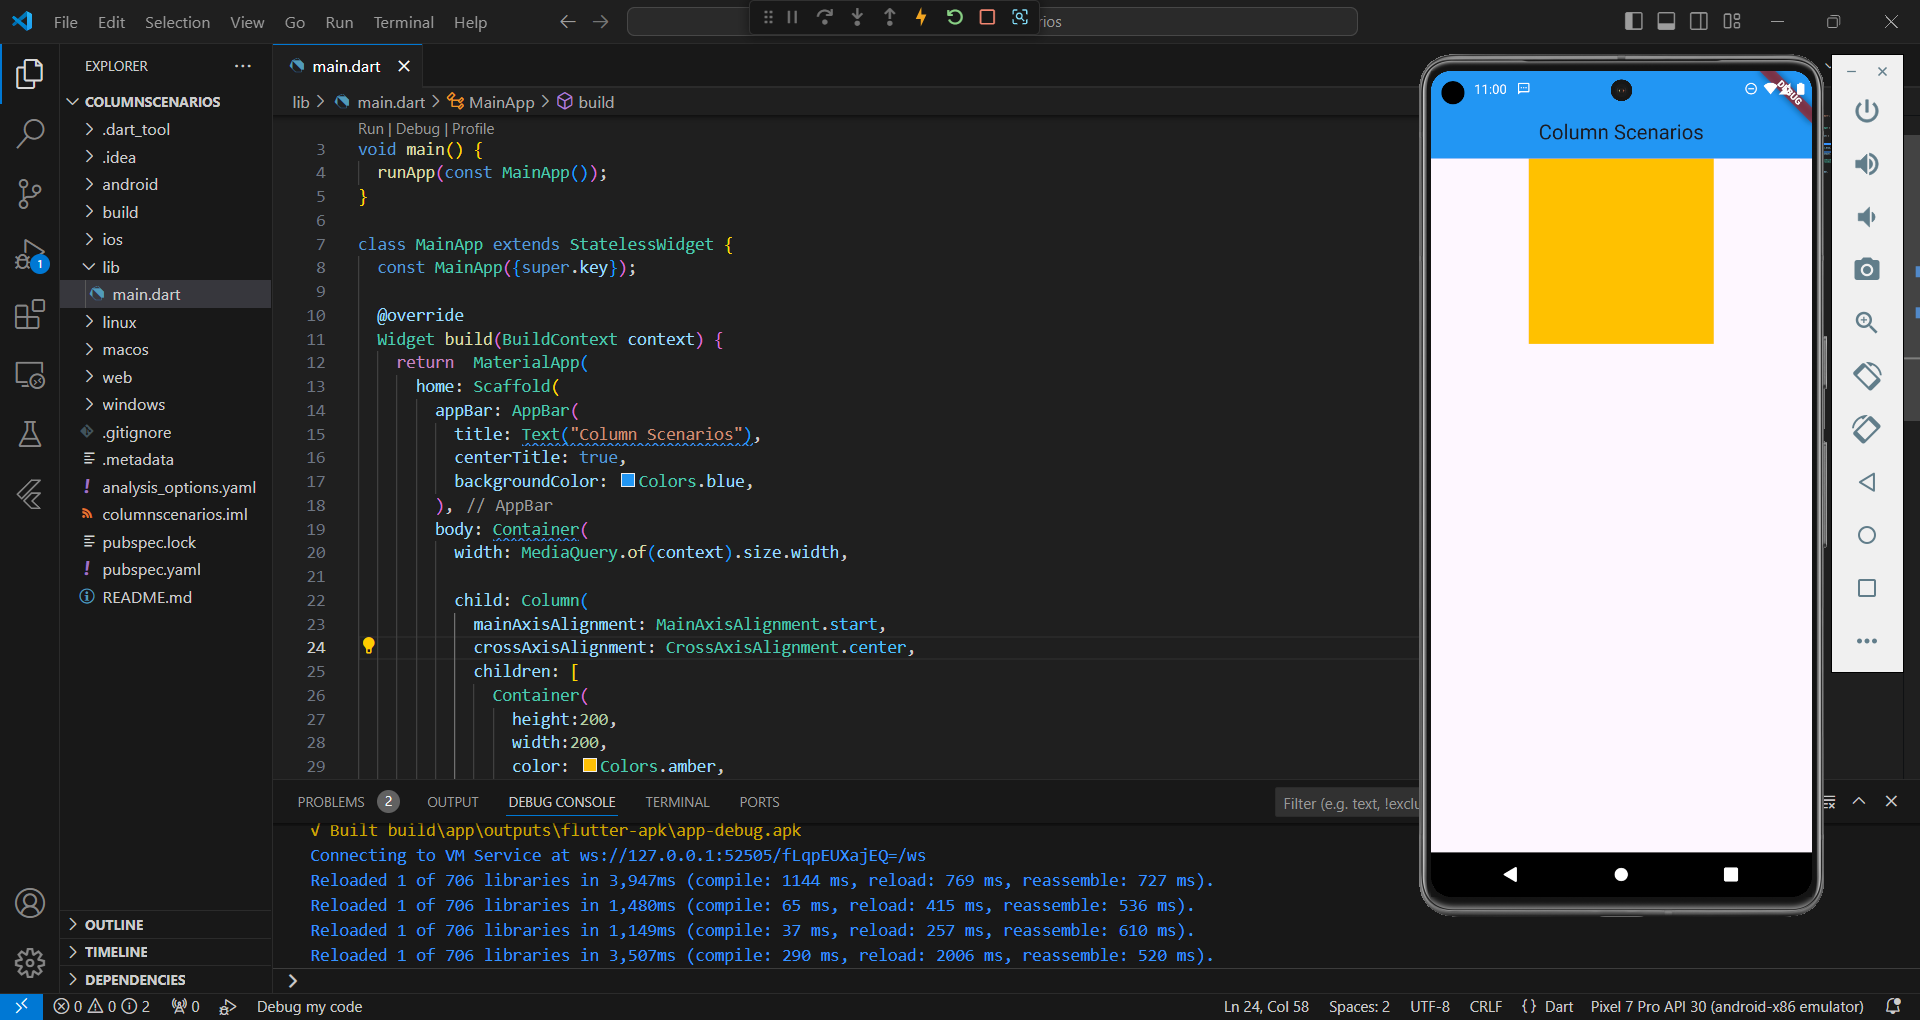 File Edit Selection View Go Run Terminal Help
rios
EXPLORER
COLUMNSCENARIOS
.dart_tool
.idea
android
build
ios
lib
main.dart
linux
macos
web
windows
.gitignore
.metadata
analysis_options.yaml
columnscenarios.iml
pubspec.lock
pubspec.yaml
README.md
OUTLINE
TIMELINE
DEPENDENCIES
1
main.dart
lib > main.dart > MainApp > build
Run | Debug | Profile
3 void main() {
4 runApp(const MainApp());
5 }
6
7 class MainApp extends StatelessWidget {
8 const MainApp({super.key});
9
10 @override
11 Widget build(BuildContext context) {
12 return  MaterialApp(
13 home: Scaffold(
14 appBar: AppBar(
15 title: Text("Column Scenarios"),
16 centerTitle: true,
17 backgroundColor: Colors.blue,
18 ), // AppBar
19 body: Container(
20 width: MediaQuery.of(context).size.width,
21
22 child: Column(
23 mainAxisAlignment: MainAxisAlignment.start,
24 crossAxisAlignment: CrossAxisAlignment.center,
25 children: [
26 Container(
27 height:200,
28 width:200,
29 color: Colors.amber,
PROBLEMS 2 OUTPUT DEBUG CONSOLE TERMINAL PORTS
Filter (e.g. text, !exclu
√ Built build\app\outputs\flutter-apk\app-debug.apk
Connecting to VM Service at ws://127.0.0.1:52505/fLqpEUXajEQ=/ws
Reloaded 1 of 706 libraries in 3,947ms (compile: 1144 ms, reload: 769 ms, reassemble: 727 ms).
Reloaded 1 of 706 libraries in 1,480ms (compile: 65 ms, reload: 415 ms, reassemble: 536 ms).
Reloaded 1 of 706 libraries in 1,149ms (compile: 37 ms, reload: 257 ms, reassemble: 610 ms).
Reloaded 1 of 706 libraries in 3,507ms (compile: 290 ms, reload: 2006 ms, reassemble: 520 ms).
>
11:00
DEBUG
Column Scenarios
0 0 2 0 Debug my code
Ln 24, Col 58 Spaces: 2 UTF-8 CRLF {} Dart Pixel 7 Pro API 30 (android-x86 emulator)